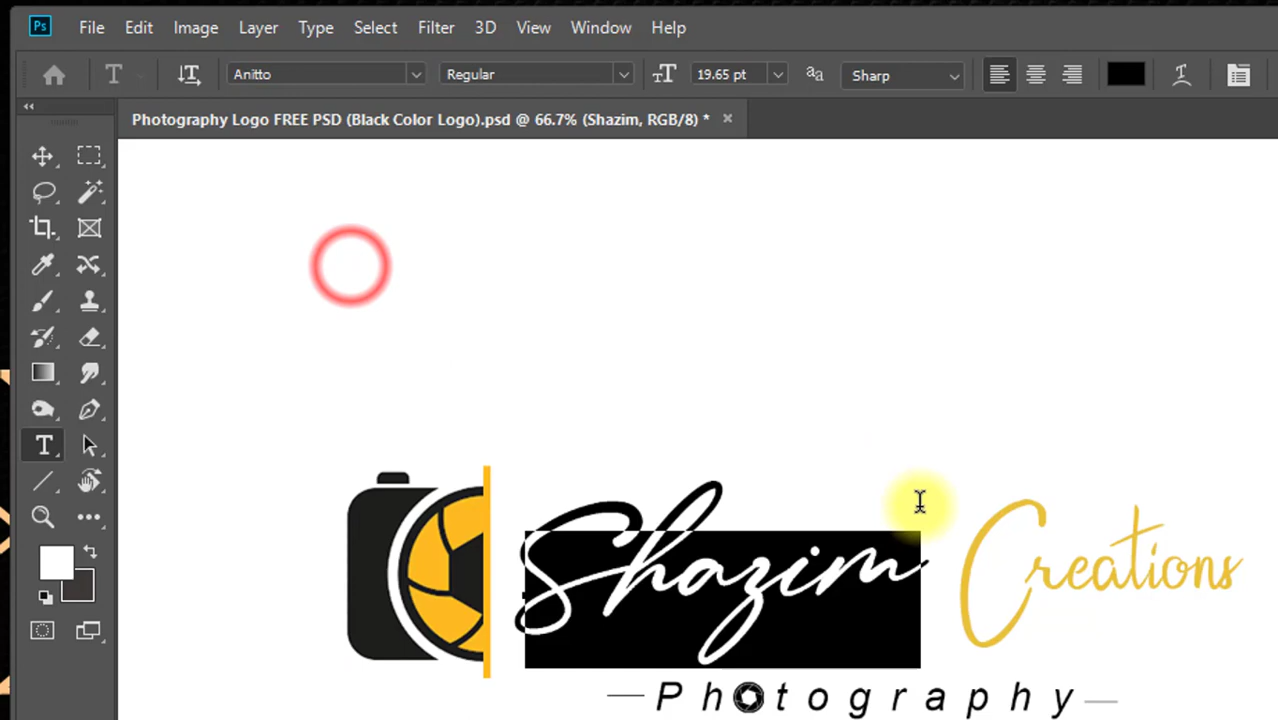 Ps File Edit Image Layer Type Select Filter 3D View Window Help
T Anitto Regular 19.65 pt Sharp
Photography Logo FREE PSD (Black Color Logo).psd @ 66.7% (Shazim, RGB/8) * ×
Shazim Creations
Photography